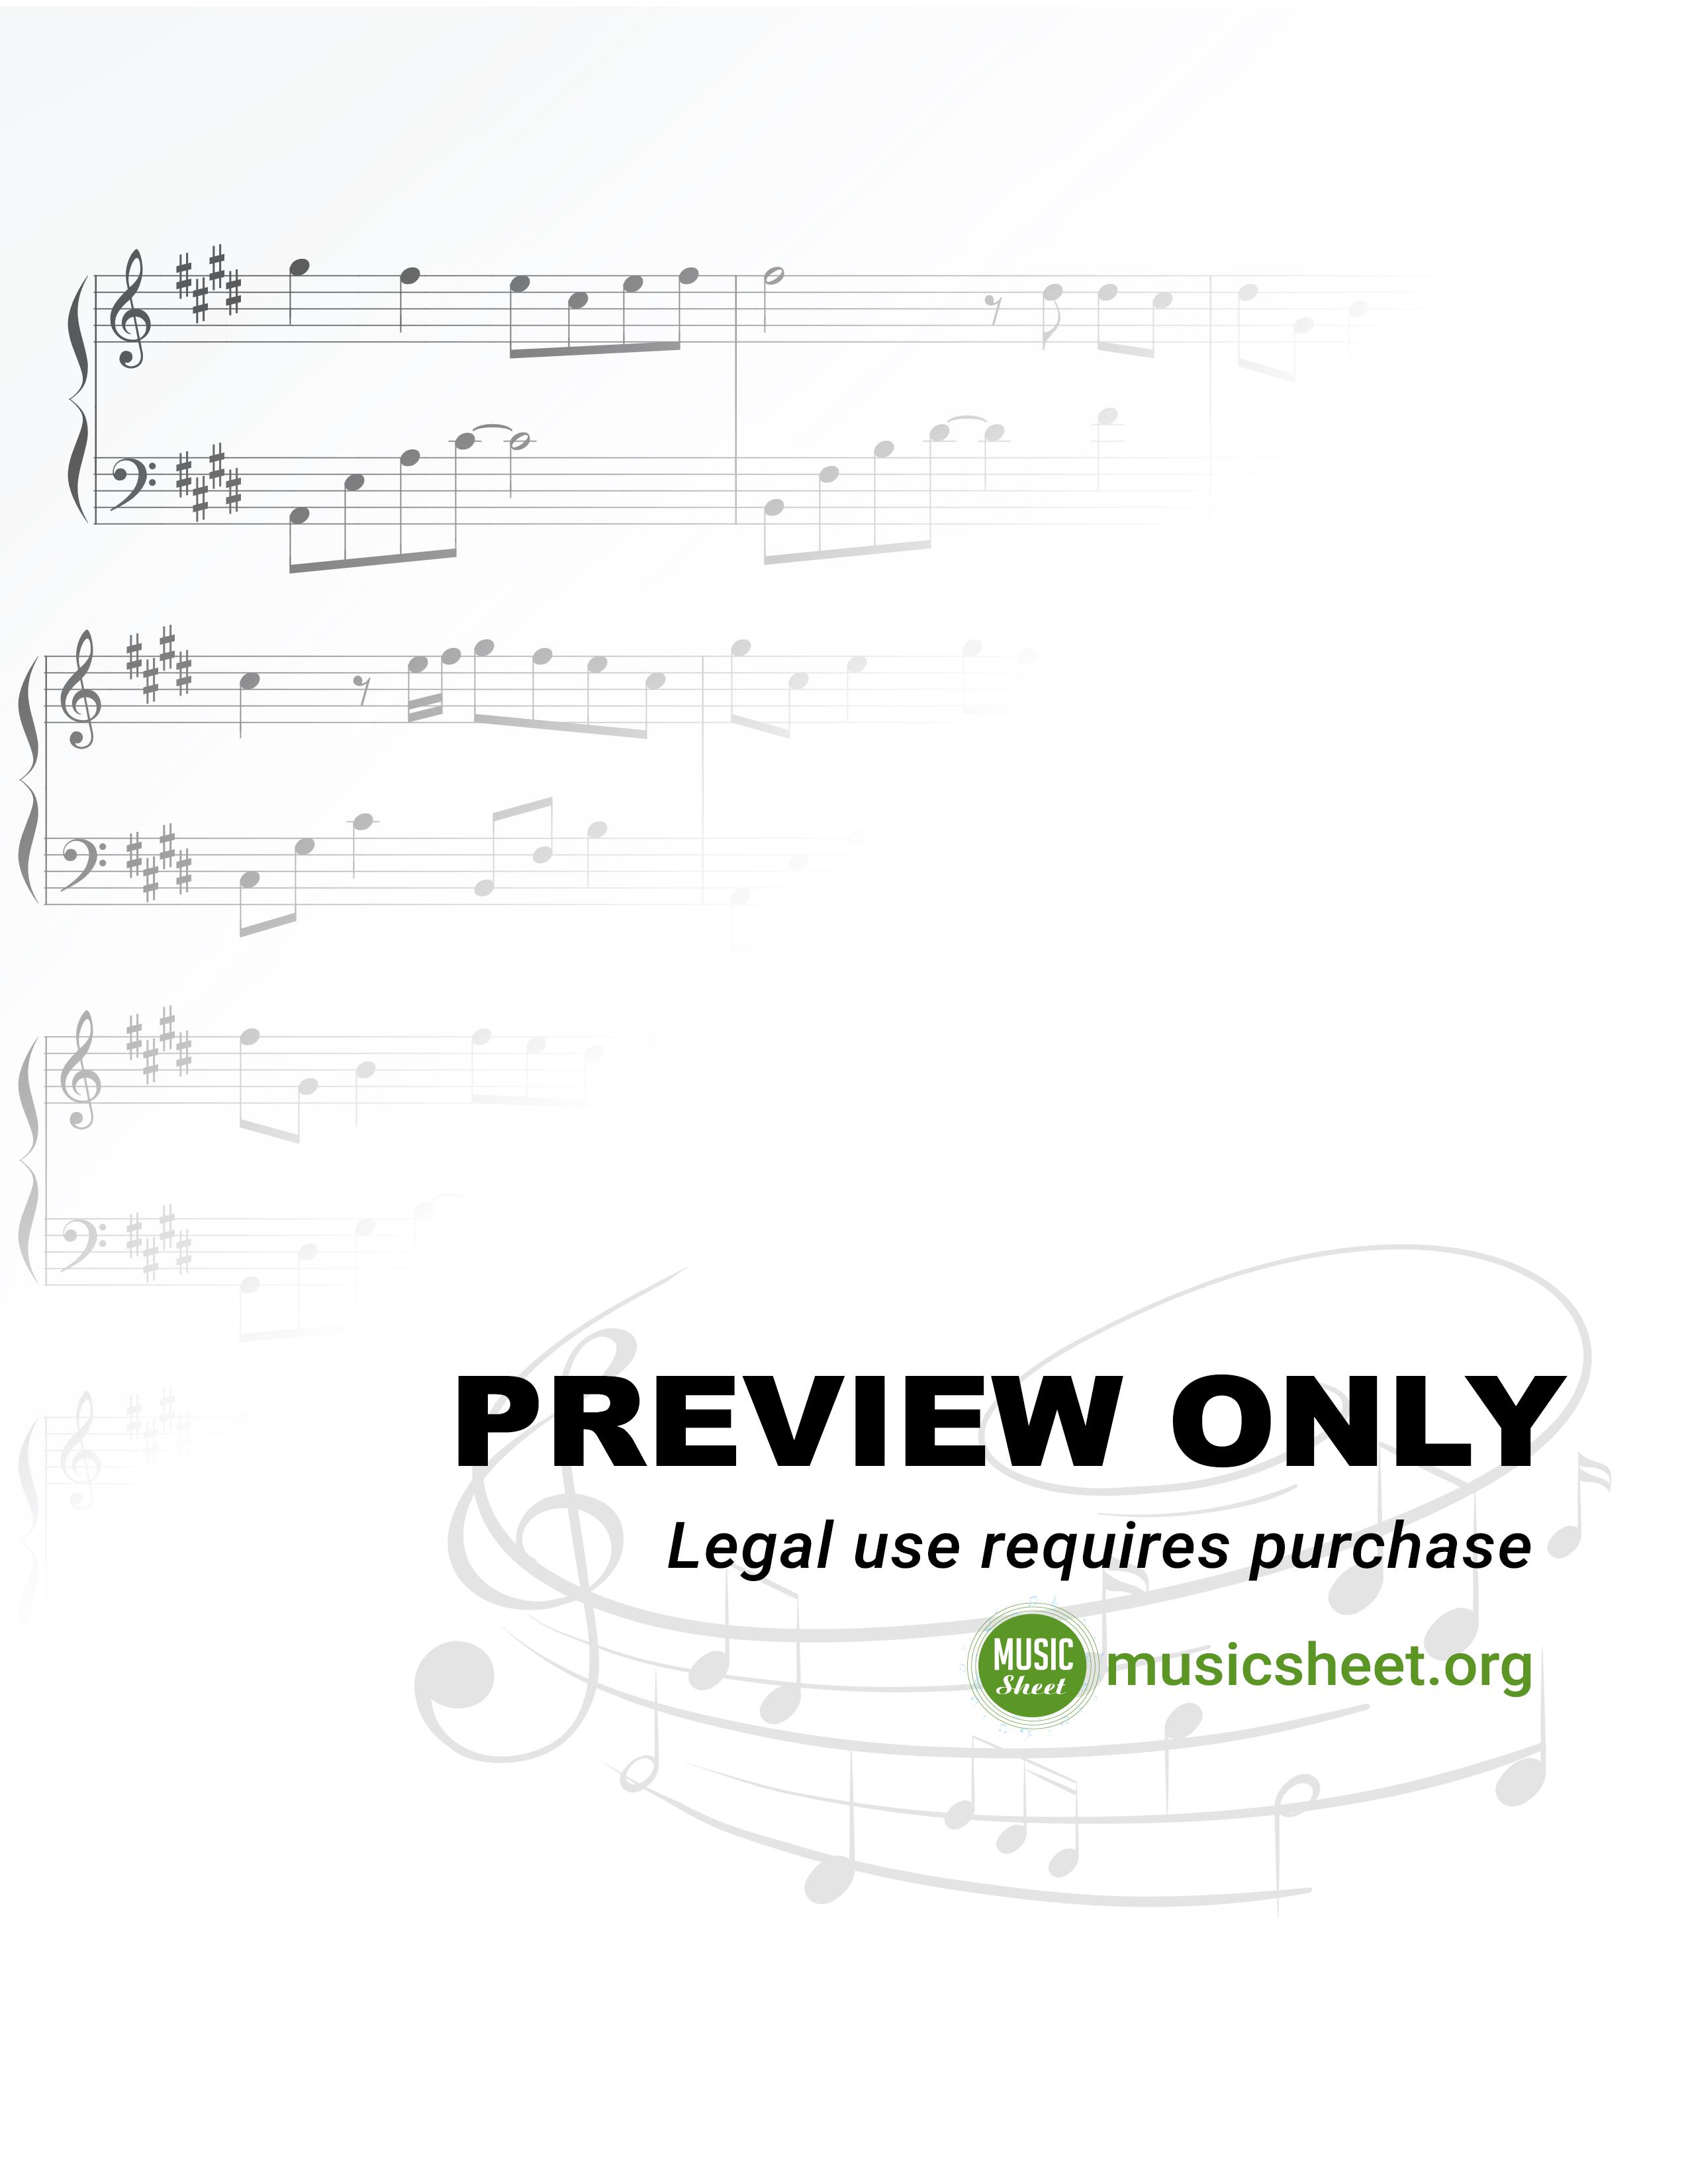 PREVIEW ONLY
Legal use requires purchase
MUSIC
Sheet
musicsheet.org